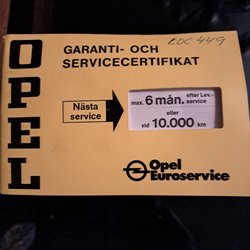 OPEL
EOC 449
GARANTI- OCH
SERVICECERTIFIKAT
Nästa
service
max. 6 mån. efter Lev.-
service
eller
vid 10.000 km
Opel
Euroservice